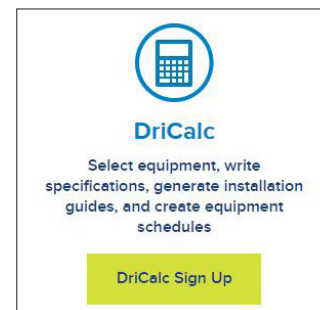 DriCalc
Select equipment, write
specifications, generate installation
guides, and create equipment
schedules
DriCalc Sign Up